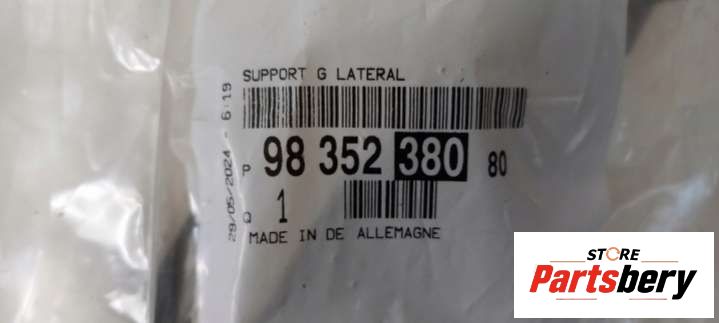 SUPPORT G LATERAL
29/05/2024 - 6:19
P 98 352 380 80
Q 1
MADE IN DE ALLEMAGNE
STORE
Partsbery